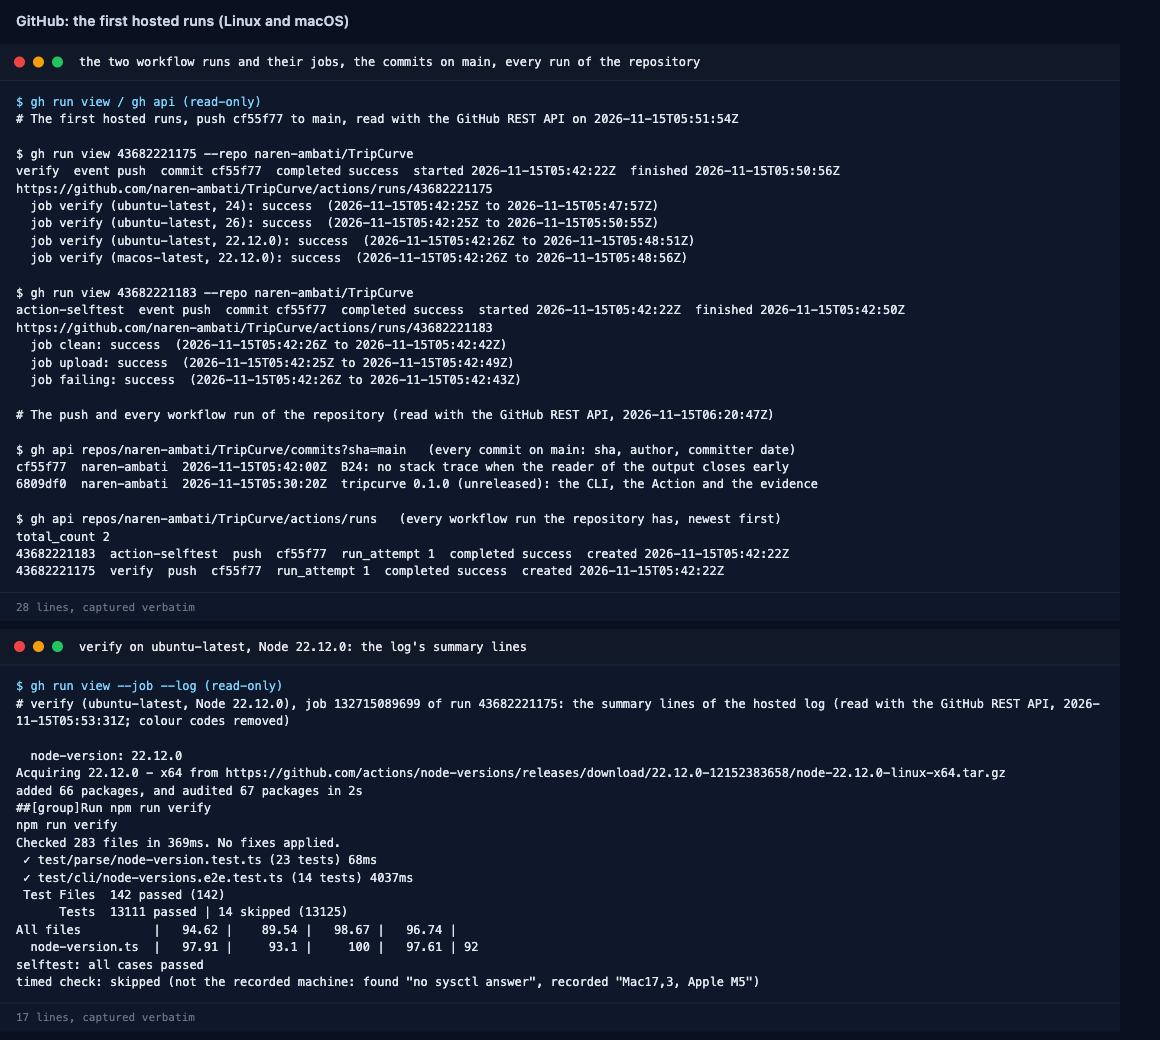 GitHub: the first hosted runs (Linux and macOS)
the two workflow runs and their jobs, the commits on main, every run of the repository
$ gh run view / gh api (read-only)
# The first hosted runs, push cf55f77 to main, read with the GitHub REST API on 2026-11-15T05:51:54Z
$ gh run view 43682221175 --repo naren-ambati/TripCurve
verify  event push  commit cf55f77  completed success  started 2026-11-15T05:42:22Z  finished 2026-11-15T05:50:56Z
https://github.com/naren-ambati/TripCurve/actions/runs/43682221175
  job verify (ubuntu-latest, 24): success  (2026-11-15T05:42:25Z to 2026-11-15T05:47:57Z)
  job verify (ubuntu-latest, 26): success  (2026-11-15T05:42:25Z to 2026-11-15T05:50:55Z)
  job verify (ubuntu-latest, 22.12.0): success  (2026-11-15T05:42:26Z to 2026-11-15T05:48:51Z)
  job verify (macos-latest, 22.12.0): success  (2026-11-15T05:42:26Z to 2026-11-15T05:48:56Z)
$ gh run view 43682221183 --repo naren-ambati/TripCurve
action-selftest  event push  commit cf55f77  completed success  started 2026-11-15T05:42:22Z  finished 2026-11-15T05:42:50Z
https://github.com/naren-ambati/TripCurve/actions/runs/43682221183
  job clean: success  (2026-11-15T05:42:26Z to 2026-11-15T05:42:42Z)
  job upload: success  (2026-11-15T05:42:25Z to 2026-11-15T05:42:49Z)
  job failing: success  (2026-11-15T05:42:26Z to 2026-11-15T05:42:43Z)
# The push and every workflow run of the repository (read with the GitHub REST API, 2026-11-15T06:20:47Z)
$ gh api repos/naren-ambati/TripCurve/commits?sha=main   (every commit on main: sha, author, committer date)
cf55f77  naren-ambati  2026-11-15T05:42:00Z  B24: no stack trace when the reader of the output closes early
6809df0  naren-ambati  2026-11-15T05:30:20Z  tripcurve 0.1.0 (unreleased): the CLI, the Action and the evidence
$ gh api repos/naren-ambati/TripCurve/actions/runs   (every workflow run the repository has, newest first)
total_count 2
43682221183  action-selftest  push  cf55f77  run_attempt 1  completed success  created 2026-11-15T05:42:22Z
43682221175  verify  push  cf55f77  run_attempt 1  completed success  created 2026-11-15T05:42:22Z
28 lines, captured verbatim
verify on ubuntu-latest, Node 22.12.0: the log's summary lines
$ gh run view --job --log (read-only)
# verify (ubuntu-latest, Node 22.12.0), job 132715089699 of run 43682221175: the summary lines of the hosted log (read with the GitHub REST API, 2026-
11-15T05:53:31Z; colour codes removed)
  node-version: 22.12.0
Acquiring 22.12.0 - x64 from https://github.com/actions/node-versions/releases/download/22.12.0-12152383658/node-22.12.0-linux-x64.tar.gz
added 66 packages, and audited 67 packages in 2s
##[group]Run npm run verify
npm run verify
Checked 283 files in 369ms. No fixes applied.
 ✓ test/parse/node-version.test.ts (23 tests) 68ms
 ✓ test/cli/node-versions.e2e.test.ts (14 tests) 4037ms
 Test Files  142 passed (142)
      Tests  13111 passed | 14 skipped (13125)
All files          |   94.62 |    89.54 |   98.67 |   96.74 |
  node-version.ts  |   97.91 |     93.1 |     100 |   97.61 | 92
selftest: all cases passed
timed check: skipped (not the recorded machine: found "no sysctl answer", recorded "Mac17,3, Apple M5")
17 lines, captured verbatim